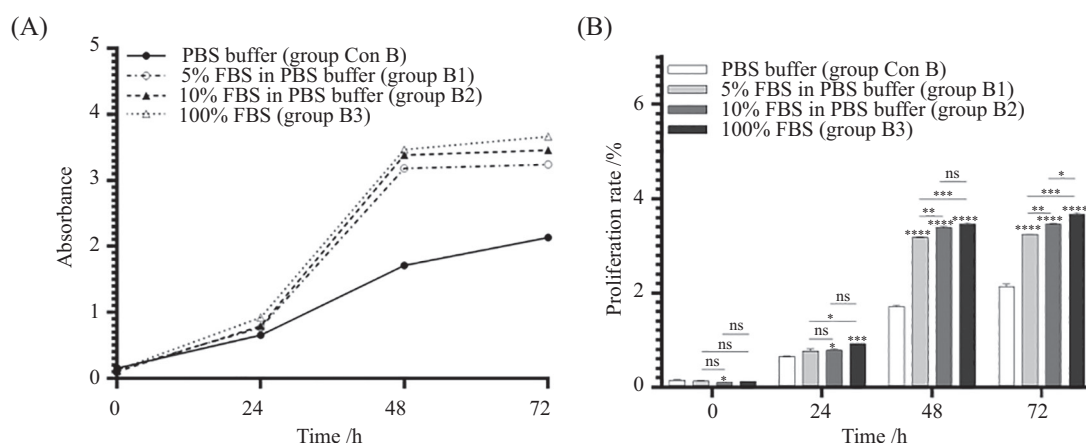 (A)
5
4
3
2
1
0
Absorbance
PBS buffer (group Con B)
5% FBS in PBS buffer (group B1)
10% FBS in PBS buffer (group B2)
100% FBS (group B3)
0
24
48
72
Time /h
(B)
6
4
2
0
Proliferation rate /%
PBS buffer (group Con B)
5% FBS in PBS buffer (group B1)
10% FBS in PBS buffer (group B2)
100% FBS (group B3)
ns
ns
ns
*
ns
*
ns
*
***
ns
***
**
****
****
****
*
***
**
****
****
****
0
24
48
72
Time /h